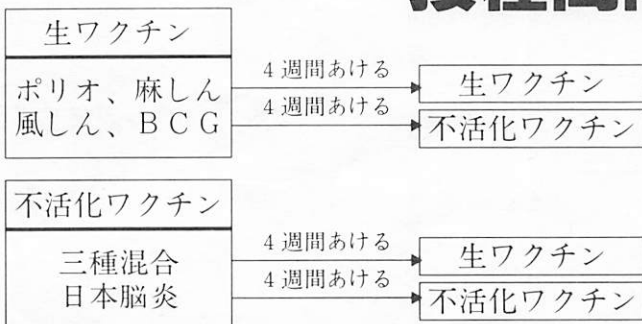 生ワクチン
ポリオ、麻しん
風しん、BCG
4週間あける
4週間あける
生ワクチン
不活化ワクチン
不活化ワクチン
三種混合
日本脳炎
4週間あける
4週間あける
生ワクチン
不活化ワクチン